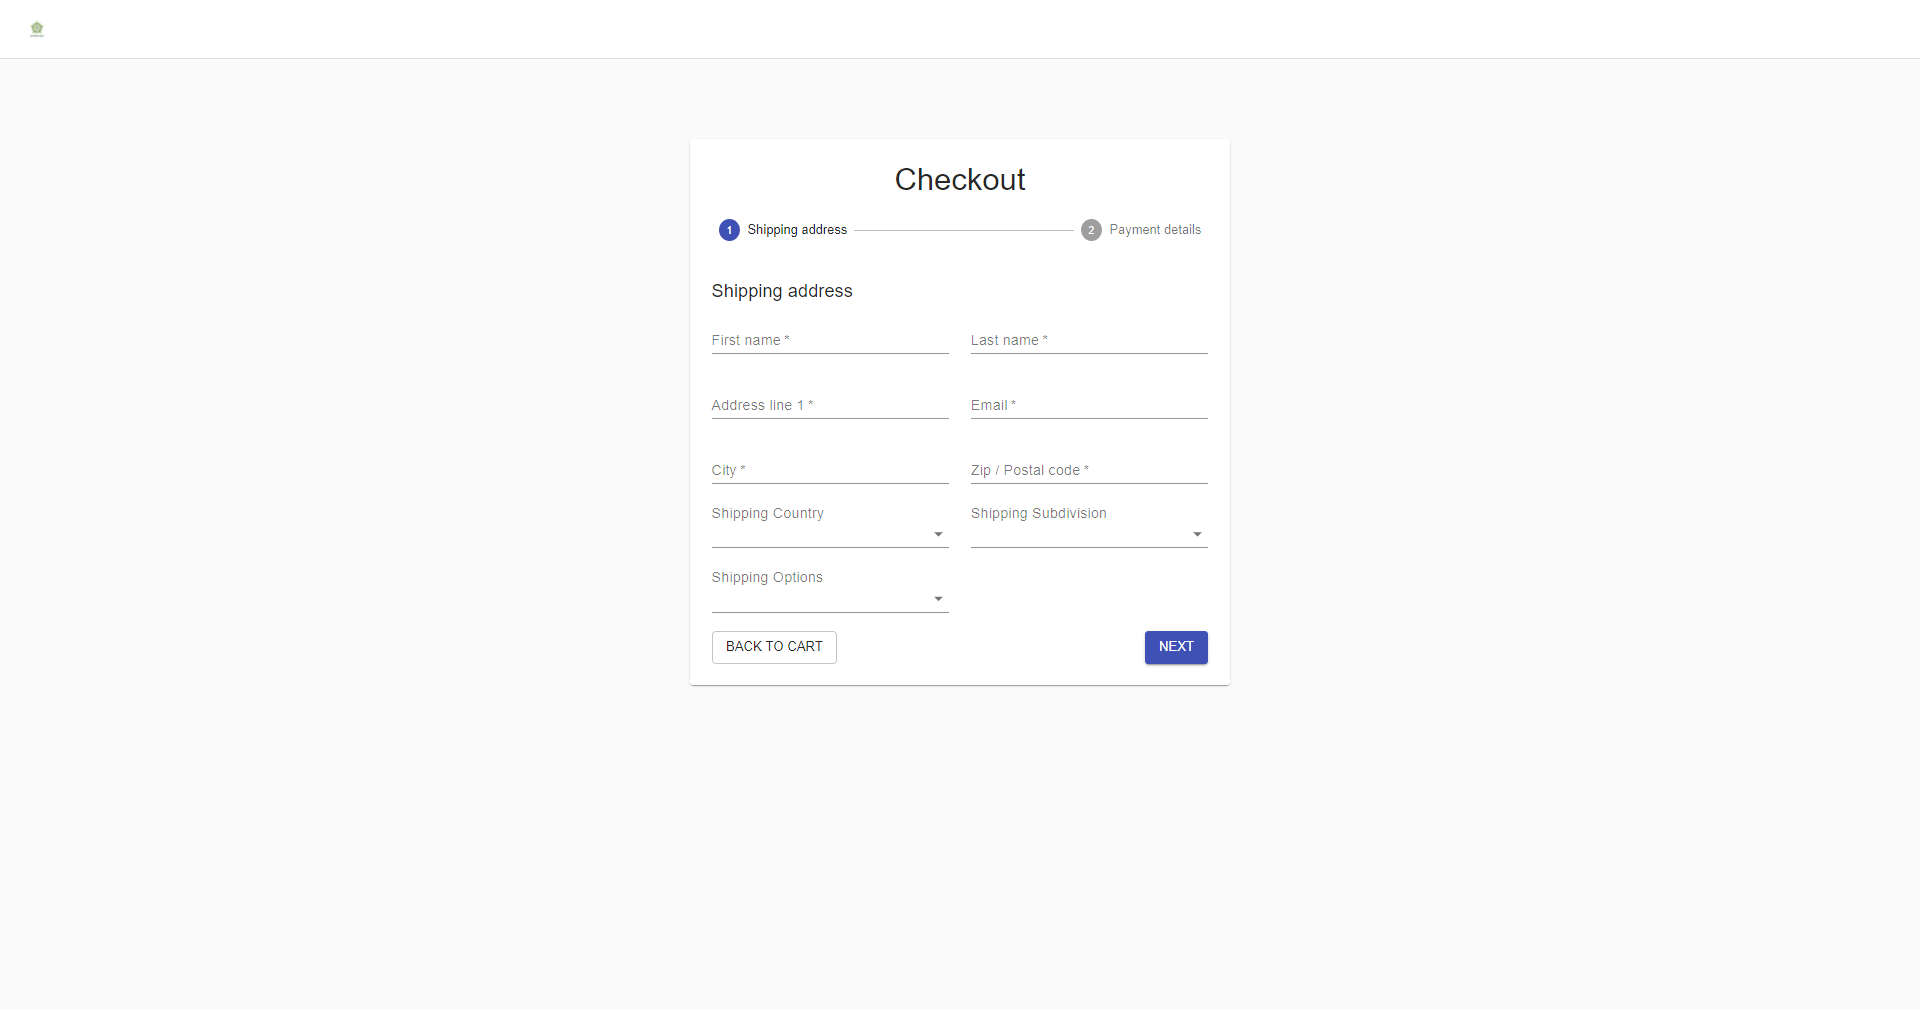 Checkout
1 Shipping address
2 Payment details
Shipping address
First name *
Last name *
Address line 1 *
Email *
City *
Zip / Postal code *
Shipping Country
Shipping Subdivision
Shipping Options
BACK TO CART
NEXT